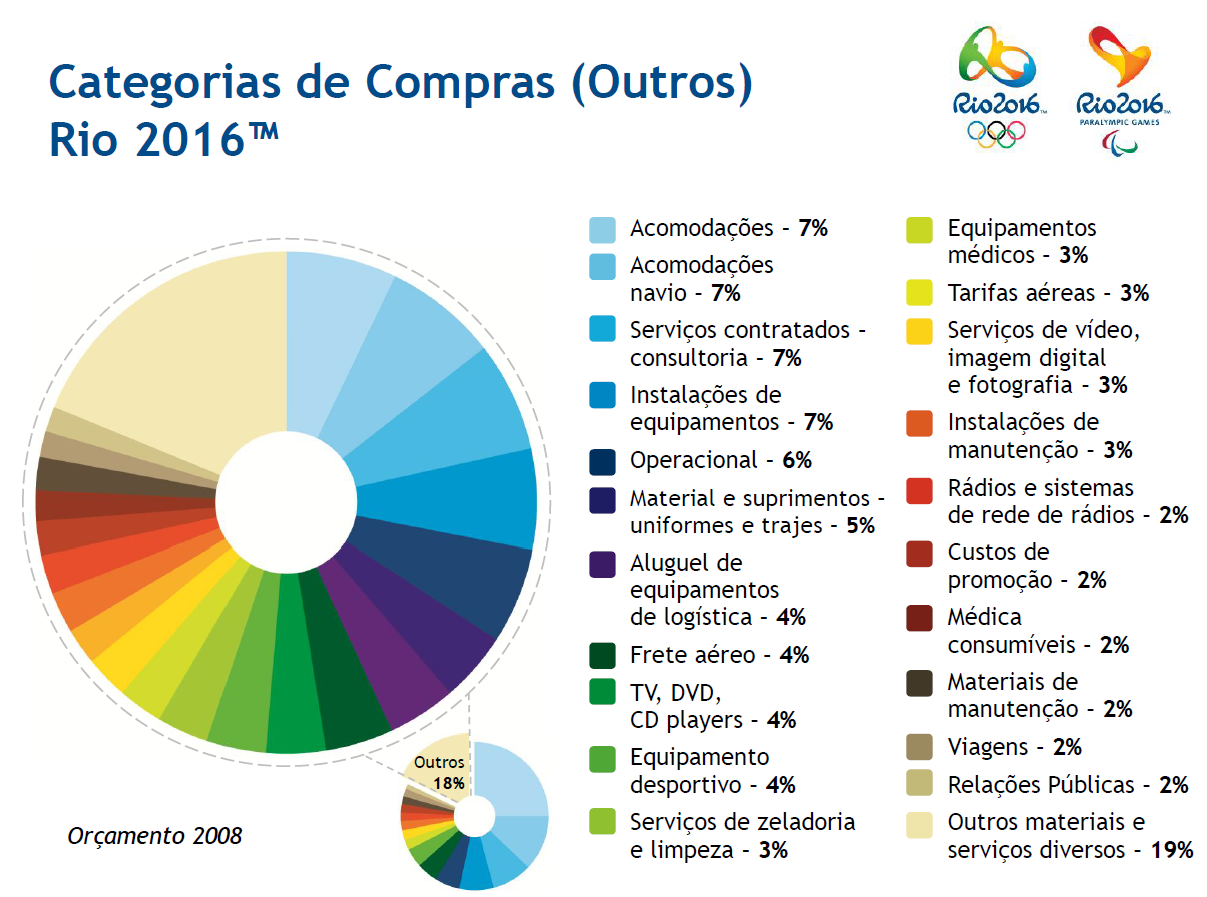 Categorias de Compras (Outros)
Rio 2016™
Rio2016™
Rio2016™
PARALYMPIC GAMES
Acomodações - 7%
Acomodações
navio - 7%
Serviços contratados -
consultoria - 7%
Instalações de
equipamentos - 7%
Operacional - 6%
Material e suprimentos -
uniformes e trajes - 5%
Aluguel de
equipamentos
de logística - 4%
Frete aéreo - 4%
TV, DVD,
CD players - 4%
Equipamento
desportivo - 4%
Serviços de zeladoria
e limpeza - 3%
Equipamentos
médicos - 3%
Tarifas aéreas - 3%
Serviços de vídeo,
imagem digital
e fotografia - 3%
Instalações de
manutenção - 3%
Rádios e sistemas
de rede de rádios - 2%
Custos de
promoção - 2%
Médica
consumíveis - 2%
Materiais de
manutenção - 2%
Viagens - 2%
Relações Públicas - 2%
Outros materiais e
serviços diversos - 19%
Outros
18%
Orçamento 2008